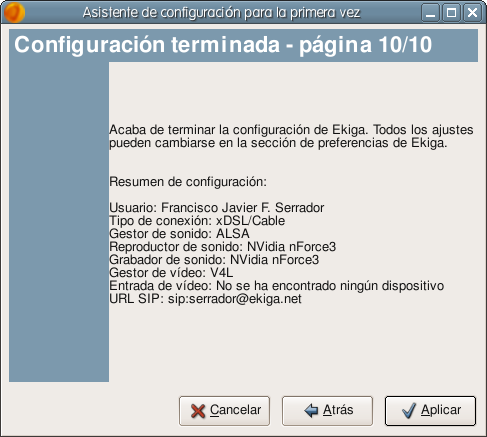 Asistente de configuración para la primera vez
Configuración terminada - página 10/10
Acaba de terminar la configuración de Ekiga. Todos los ajustes
pueden cambiarse en la sección de preferencias de Ekiga.
Resumen de configuración:
Usuario: Francisco Javier F. Serrador
Tipo de conexión: xDSL/Cable
Gestor de sonido: ALSA
Reproductor de sonido: NVidia nForce3
Grabador de sonido: NVidia nForce3
Gestor de vídeo: V4L
Entrada de vídeo: No se ha encontrado ningún dispositivo
URL SIP: sip:serrador@ekiga.net
Cancelar
Atrás
Aplicar